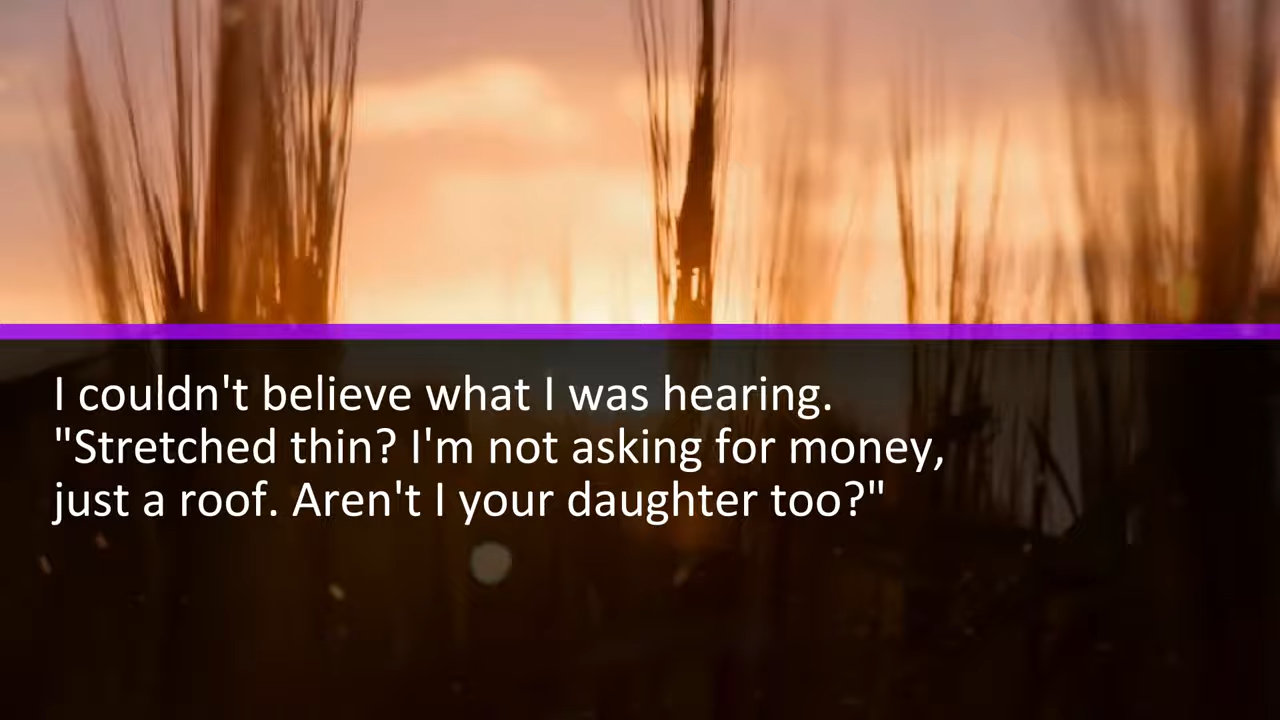 I couldn't believe what I was hearing.
"Stretched thin? I'm not asking for money,
just a roof. Aren't I your daughter too?"